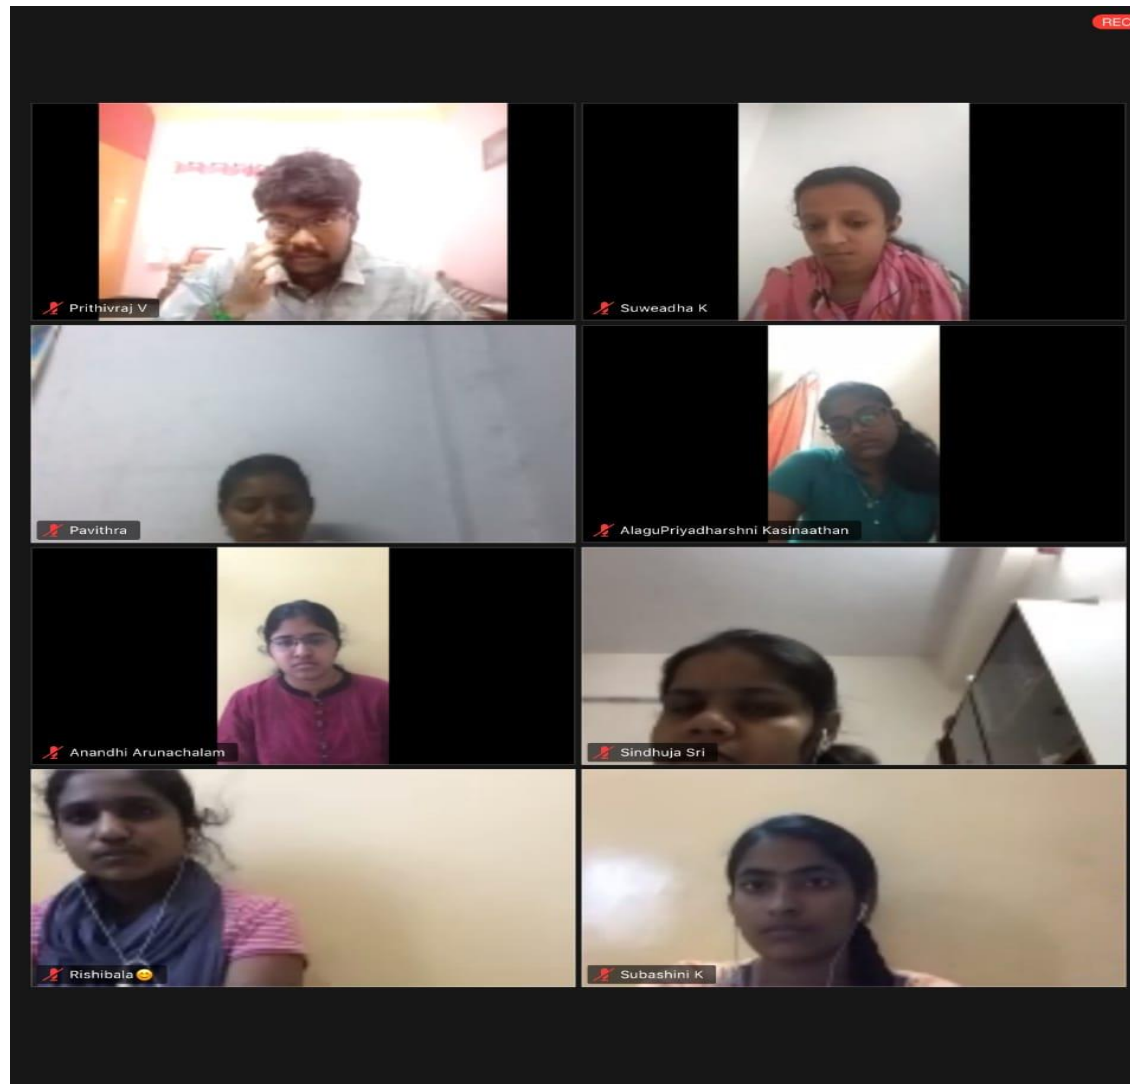 REC
Prithivraj V
Suweadha K
Pavithra
AlaguPriyadharshni Kasinaathan
Anandhi Arunachalam
Sindhuja Sri
Rishibala😊
Subashini K